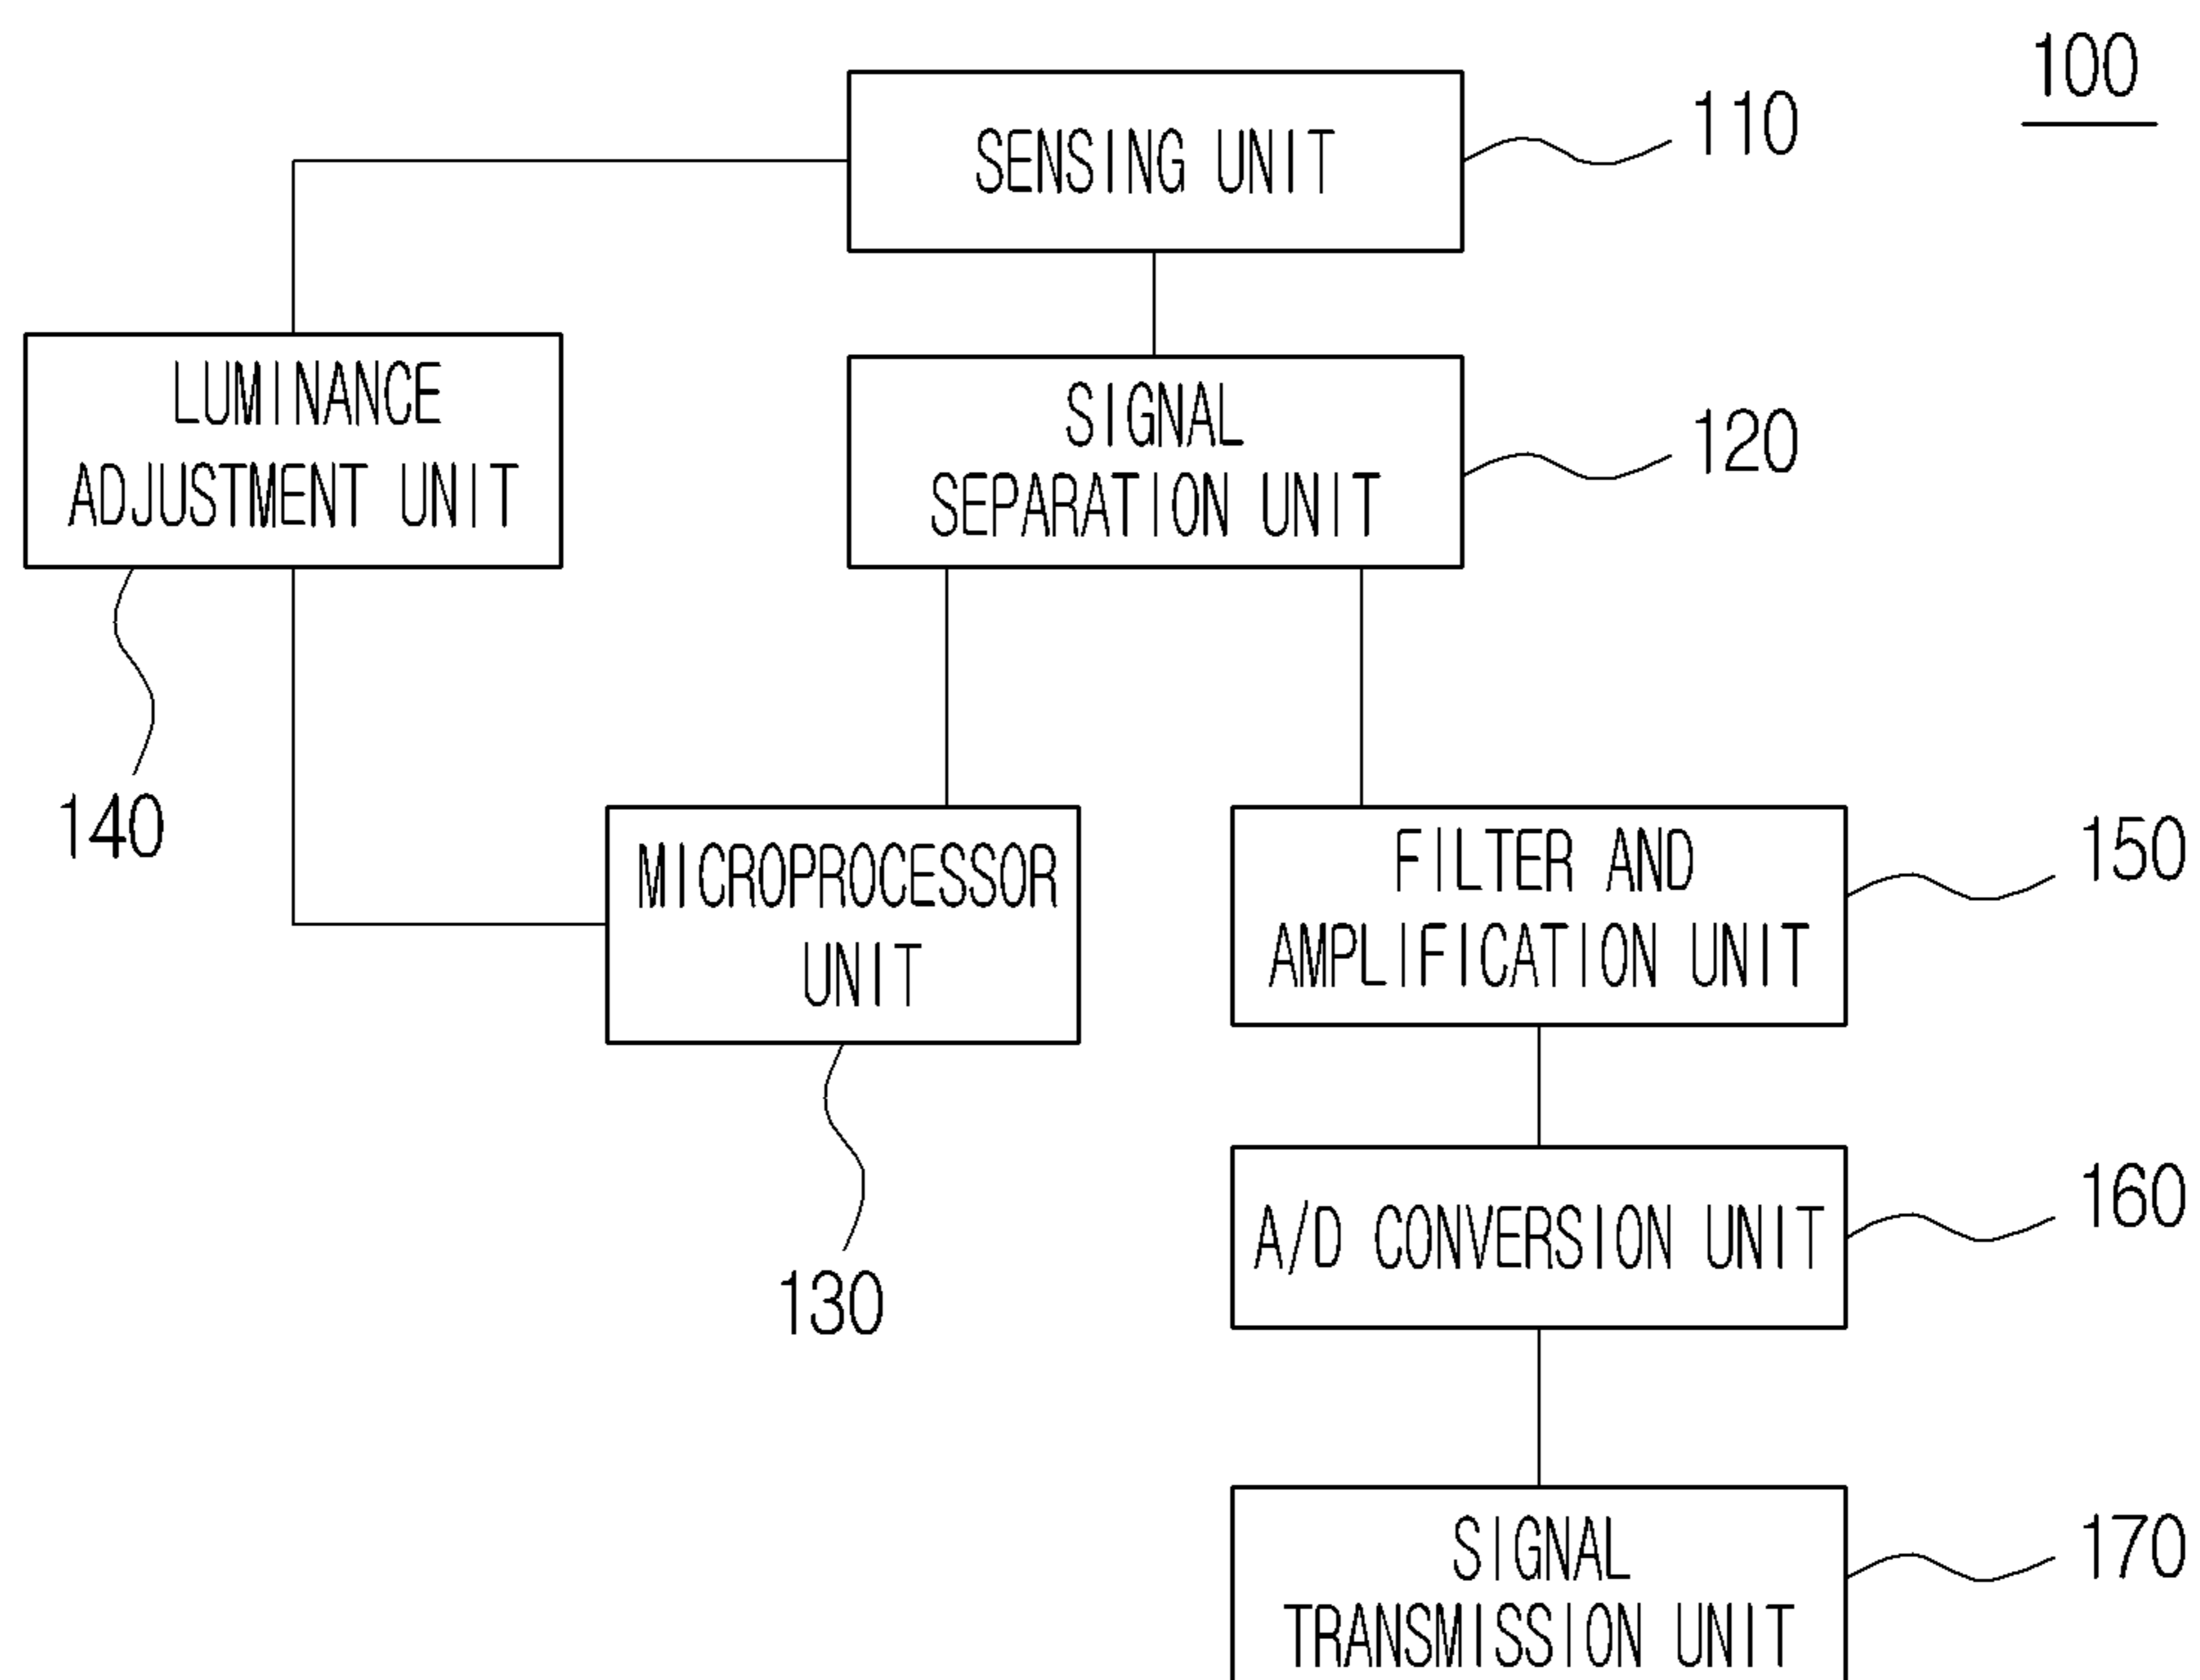 100
SENSING UNIT
110
LUMINANCE
ADJUSTMENT UNIT
140
SIGNAL
SEPARATION UNIT
120
MICROPROCESSOR
UNIT
130
FILTER AND
AMPLIFICATION UNIT
150
A/D CONVERSION UNIT
160
SIGNAL
TRANSMISSION UNIT
170